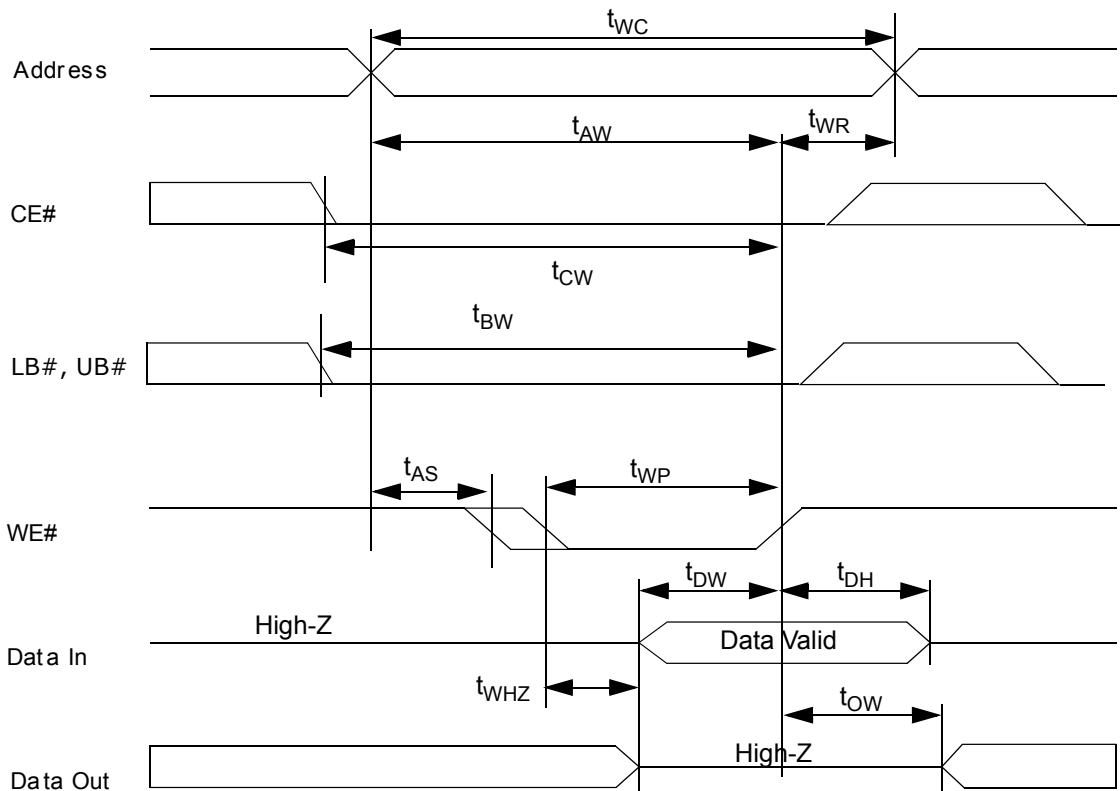 tWC
Address
tAW
tWR
CE#
tCW
tBW
LB#, UB#
tAS
tWP
WE#
tDW
tDH
High-Z
Data Valid
Data In
tWHZ
tOW
High-Z
Data Out